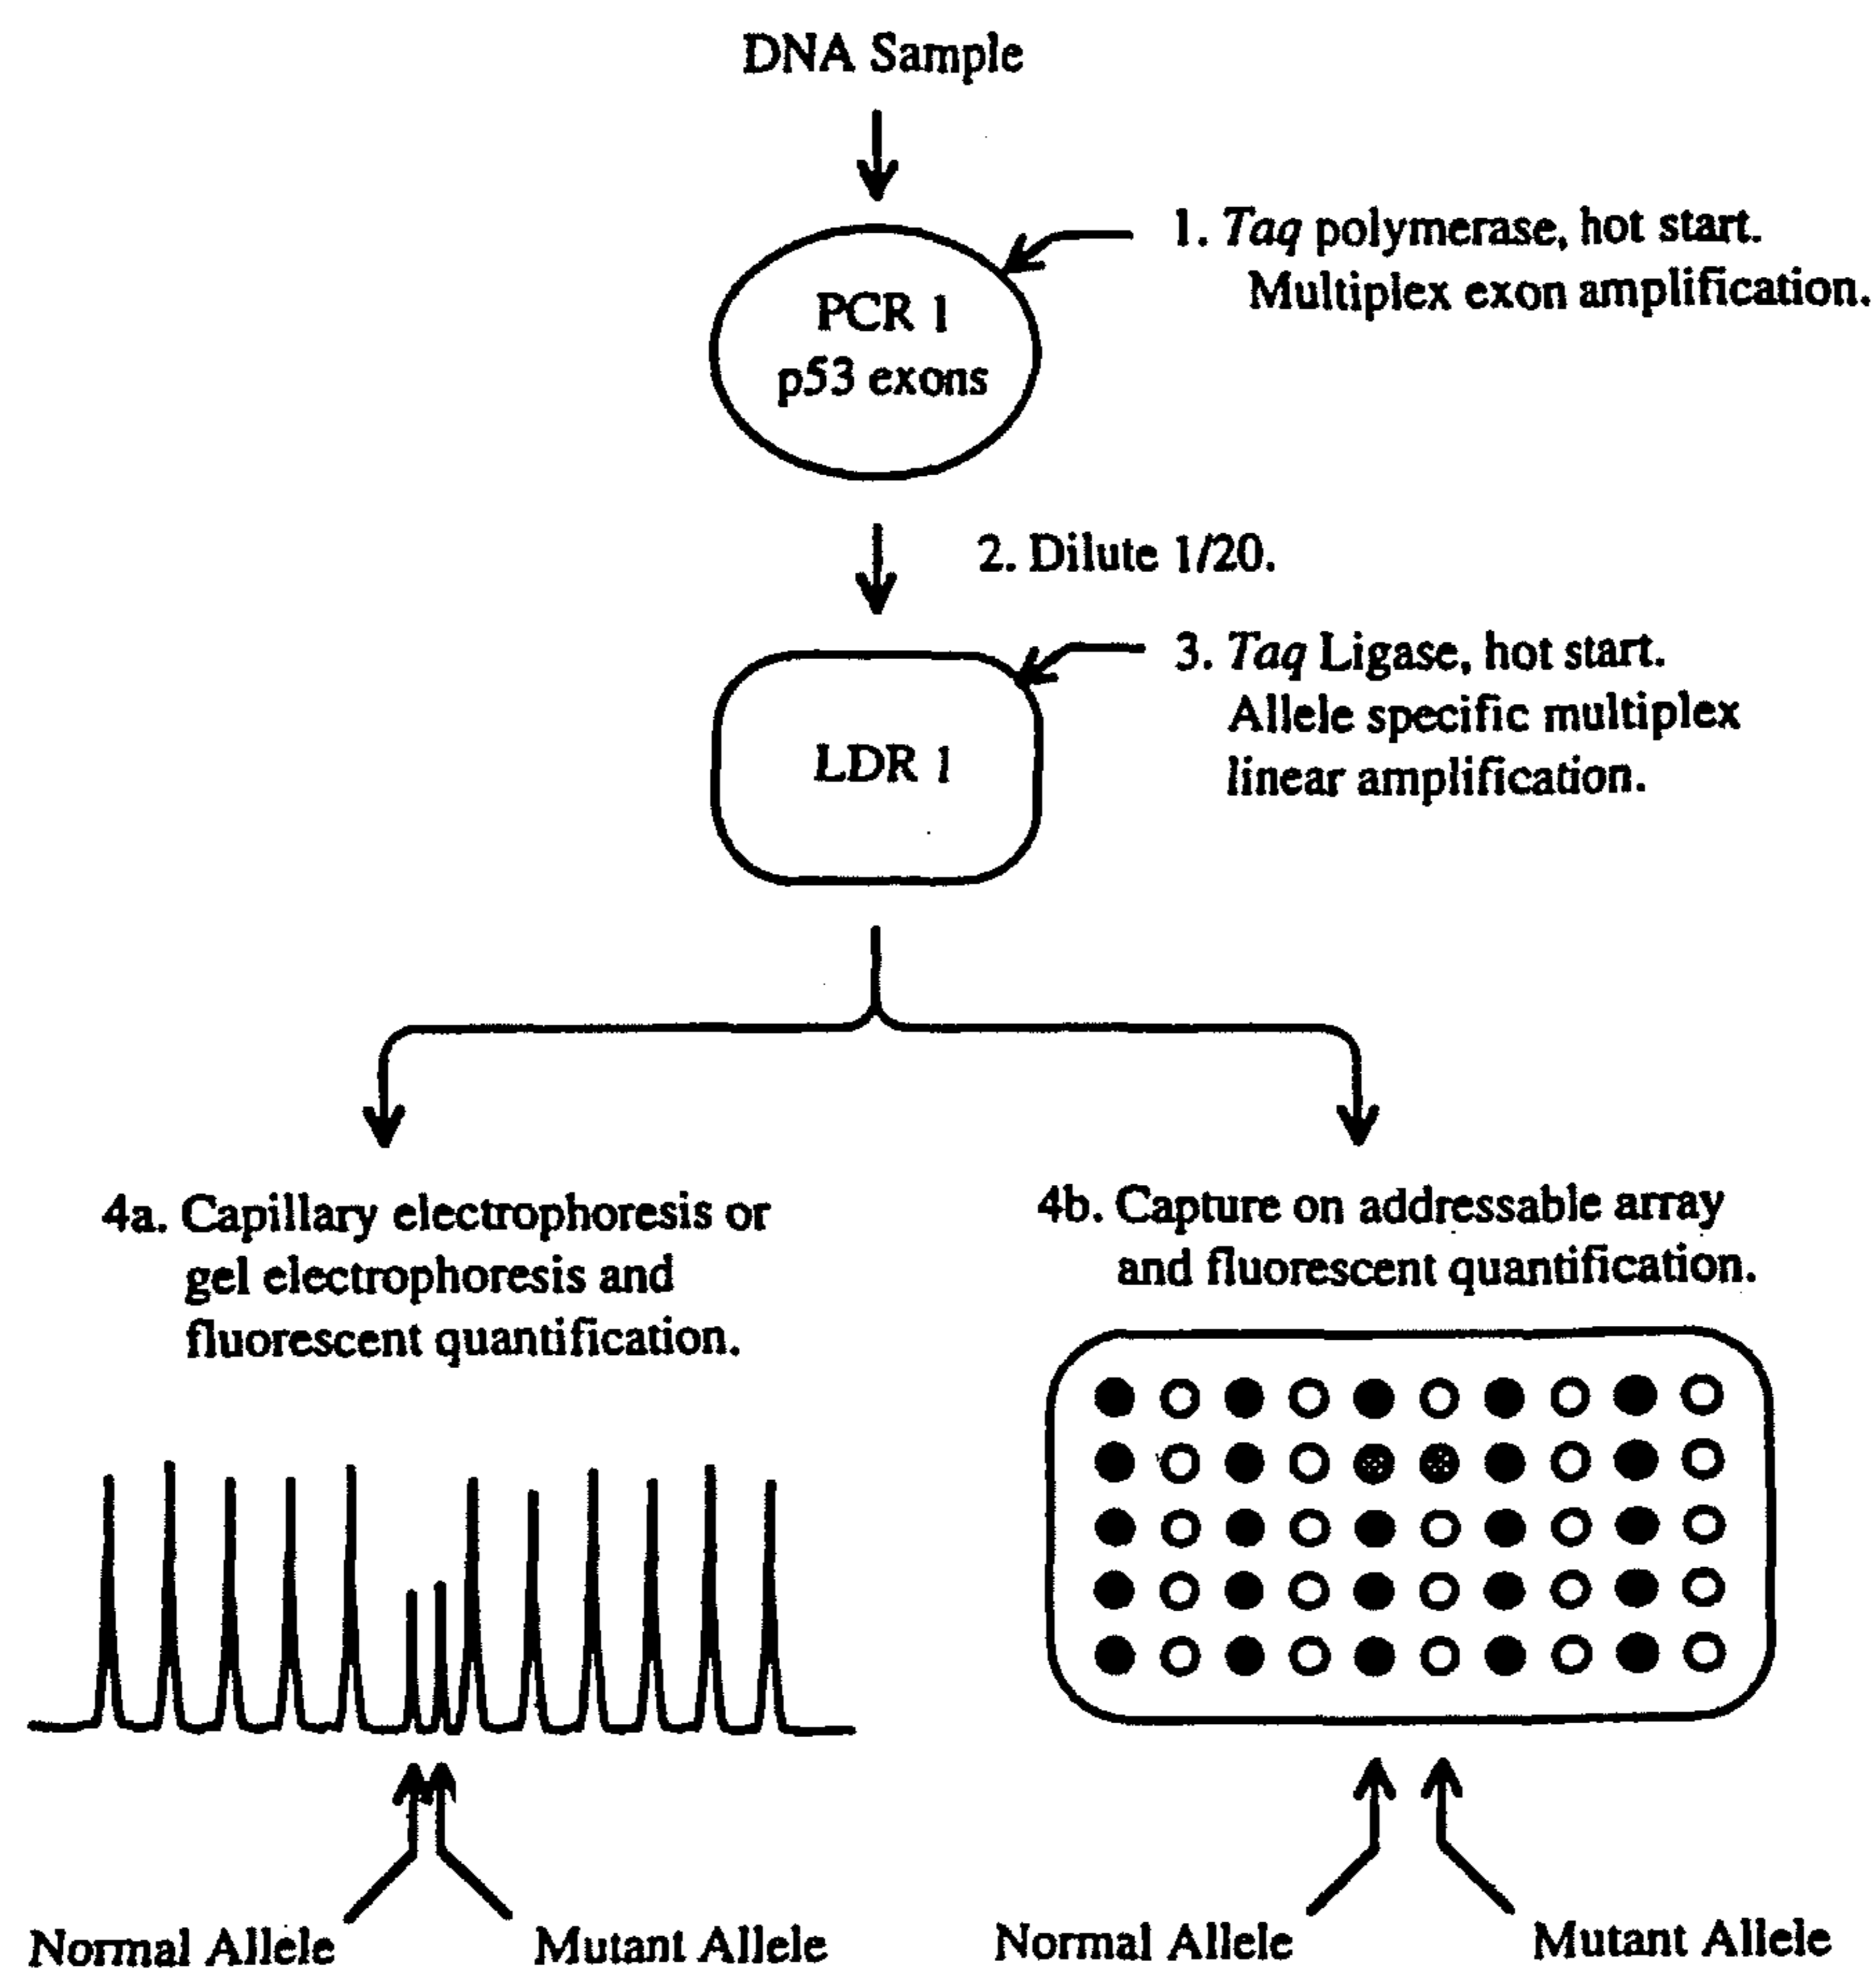 DNA Sample
1. Taq polymerase, hot start.
Multiplex exon amplification.
PCR 1
p53 exons
2. Dilute 1/20.
3. Taq Ligase, hot start.
Allele specific multiplex
linear amplification.
LDR 1
4a. Capillary electrophoresis or
gel electrophoresis and
fluorescent quantification.
4b. Capture on addressable array
and fluorescent quantification.
Normal Allele
Mutant Allele
Normal Allele
Mutant Allele